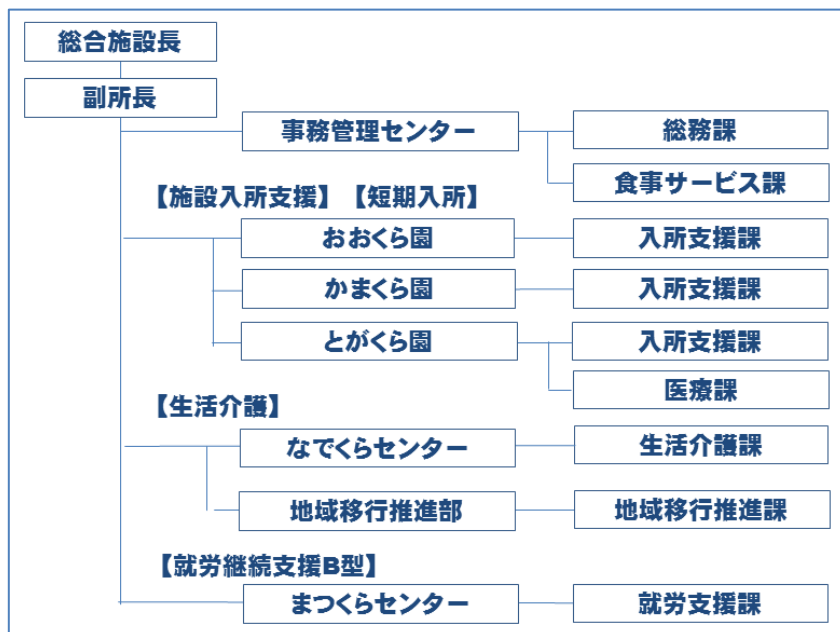 総合施設長
副所長
事務管理センター 総務課
食事サービス課
【施設入所支援】【短期入所】
おおくら園 入所支援課
かまくら園 入所支援課
とがくら園 入所支援課
医療課
【生活介護】
なでくらセンター 生活介護課
地域移行推進部 地域移行推進課
【就労継続支援B型】
まつくらセンター 就労支援課